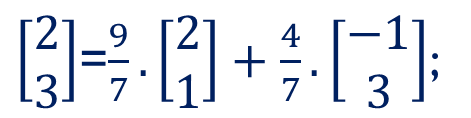 [2 3] = 9/7 . [2 1] + 4/7 . [−1 3];